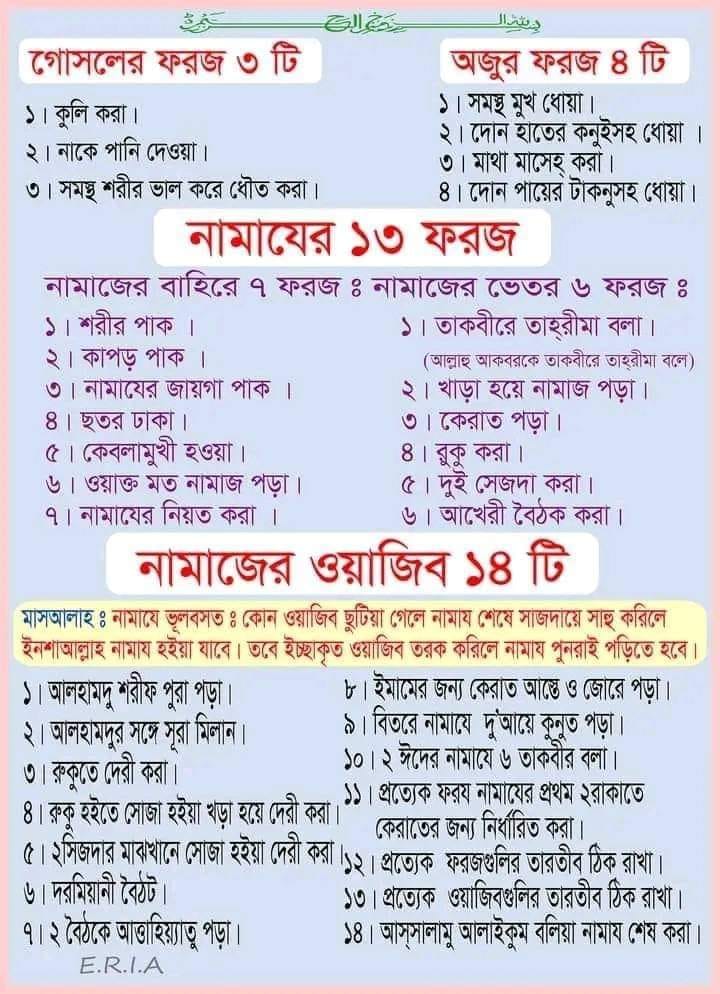 গোসলের ফরজ ৩ টি
১। কুলি করা।
২। নাকে পানি দেওয়া।
৩। সমস্থ শরীর ভাল করে ধৌত করা।
অজুর ফরজ ৪ টি
১। সমস্থ মুখ ধোয়া।
২। দোন হাতের কনুইসহ ধোয়া ।
৩। মাথা মাসেহ্ করা।
৪। দোন পায়ের টাকনুসহ ধোয়া।
নামাযের ১৩ ফরজ
নামাজের বাহিরে ৭ ফরজ ঃ
১। শরীর পাক ।
২। কাপড় পাক ।
৩। নামাযের জায়গা পাক ।
৪। ছতর ঢাকা।
৫। কেবলামুখী হওয়া।
৬। ওয়াক্ত মত নামাজ পড়া।
৭। নামাযের নিয়ত করা ।
নামাজের ভেতর ৬ ফরজ ঃ
১। তাকবীরে তাহ্‌রীমা বলা।
(আল্লাহু আকবরকে তাকবীরে তাহ্‌রীমা বলে)
২। খাড়া হয়ে নামাজ পড়া।
৩। কেরাত পড়া।
৪। রুকু করা।
৫। দুই সেজদা করা।
৬। আখেরী বৈঠক করা।
নামাজের ওয়াজিব ১৪ টি
মাসআলাহ ঃ নামাযে ভূলবসত ঃ কোন ওয়াজিব ছুটিয়া গেলে নামায শেষে সাজদায়ে সাহু করিলে
ইনশাআল্লাহ নামায হইয়া যাবে। তবে ইচ্ছাকৃত ওয়াজিব তরক করিলে নামায পুনরাই পড়িতে হবে।
১। আলহামদু শরীফ পুরা পড়া।
২। আলহামদুর সঙ্গে সূরা মিলান।
৩। রুকুতে দেরী করা।
৪। রুকু হইতে সোজা হইয়া খড়া হয়ে দেরী করা।
৫। ২সিজদার মাঝখানে সোজা হইয়া দেরী করা।
৬। দরমিয়ানী বৈঠট।
৭। ২ বৈঠকে আত্তাহিয়্যাতু পড়া।
৮। ইমামের জন্য কেরাত আস্তে ও জোরে পড়া।
৯। বিতরে নামাযে দু'আয়ে কুনুত পড়া।
১০। ২ ঈদের নামাযে ৬ তাকবীর বলা।
১১। প্রত্যেক ফরয নামাযের প্রথম ২রাকাতে
কেরাতের জন্য নির্ধারিত করা।
১২। প্রত্যেক ফরজগুলির তারতীব ঠিক রাখা।
১৩। প্রত্যেক ওয়াজিবগুলির তারতীব ঠিক রাখা।
১৪। আস্সালামু আলাইকুম বলিয়া নামায শেষ করা।
E.R.I.A